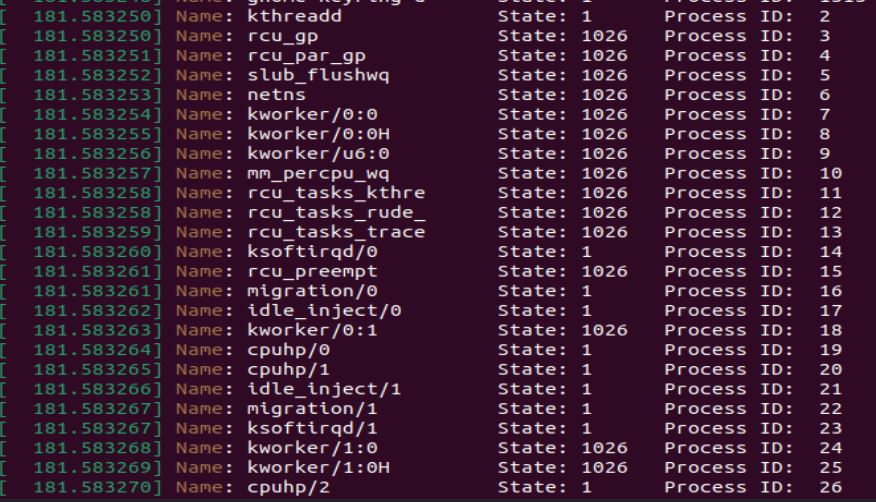 [  181.583250] Name: kthreadd             State: 1      Process ID:  2
[  181.583250] Name: rcu_gp               State: 1026   Process ID:  3
[  181.583251] Name: rcu_par_gp           State: 1026   Process ID:  4
[  181.583252] Name: slub_flushwq         State: 1026   Process ID:  5
[  181.583253] Name: netns                State: 1026   Process ID:  6
[  181.583254] Name: kworker/0:0          State: 1026   Process ID:  7
[  181.583255] Name: kworker/0:0H         State: 1026   Process ID:  8
[  181.583256] Name: kworker/u6:0         State: 1026   Process ID:  9
[  181.583257] Name: mm_percpu_wq         State: 1026   Process ID:  10
[  181.583258] Name: rcu_tasks_kthre      State: 1026   Process ID:  11
[  181.583258] Name: rcu_tasks_rude_      State: 1026   Process ID:  12
[  181.583259] Name: rcu_tasks_trace      State: 1026   Process ID:  13
[  181.583260] Name: ksoftirqd/0          State: 1      Process ID:  14
[  181.583261] Name: rcu_preempt          State: 1026   Process ID:  15
[  181.583261] Name: migration/0          State: 1      Process ID:  16
[  181.583262] Name: idle_inject/0        State: 1      Process ID:  17
[  181.583263] Name: kworker/0:1          State: 1026   Process ID:  18
[  181.583264] Name: cpuhp/0              State: 1      Process ID:  19
[  181.583265] Name: cpuhp/1              State: 1      Process ID:  20
[  181.583266] Name: idle_inject/1        State: 1      Process ID:  21
[  181.583267] Name: migration/1          State: 1      Process ID:  22
[  181.583267] Name: ksoftirqd/1          State: 1      Process ID:  23
[  181.583268] Name: kworker/1:0          State: 1026   Process ID:  24
[  181.583269] Name: kworker/1:0H         State: 1026   Process ID:  25
[  181.583270] Name: cpuhp/2              State: 1      Process ID:  26